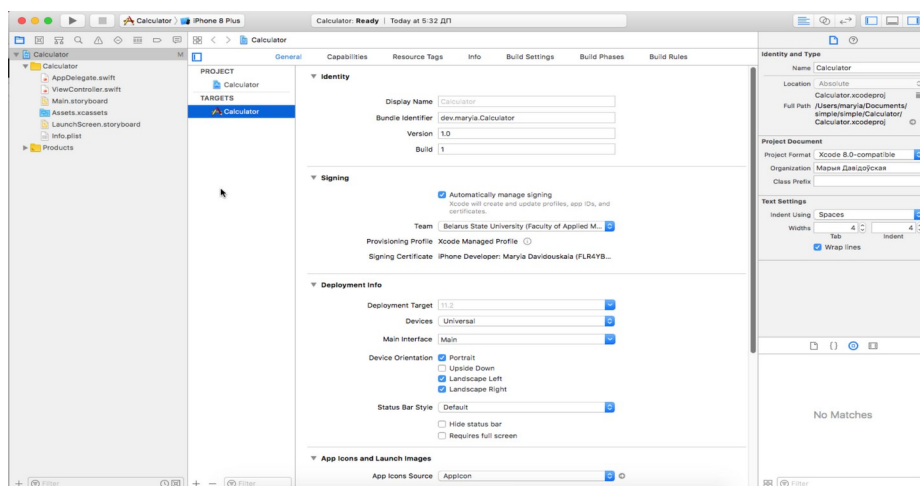 Calculator
iPhone 8 Plus
Calculator: Ready | Today at 5:32 ДП
Calculator
M
Calculator
AppDelegate.swift
ViewController.swift
Main.storyboard
Assets.xcassets
LaunchScreen.storyboard
Info.plist
Products
Filter
Calculator
General
Capabilities
Resource Tags
Info
Build Settings
Build Phases
Build Rules
PROJECT
Calculator
TARGETS
Calculator
Filter
Identity
Display Name Calculator
Bundle Identifier dev.maryia.Calculator
Version 1.0
Build 1
Signing
Automatically manage signing
Xcode will create and update profiles, app IDs, and
certificates.
Team Belarus State University (Faculty of Applied M...
Provisioning Profile Xcode Managed Profile
Signing Certificate iPhone Developer: Maryia Davidouskaia (FLR4YB...
Deployment Info
Deployment Target 11.2
Devices Universal
Main Interface Main
Device Orientation Portrait
Upside Down
Landscape Left
Landscape Right
Status Bar Style Default
Hide status bar
Requires full screen
App Icons and Launch Images
App Icons Source AppIcon
Identity and Type
Name Calculator
Location Absolute
Calculator.xcodeproj
Full Path /Users/maryia/Documents/
simple/simple/Calculator/
Calculator.xcodeproj
Project Document
Project Format Xcode 8.0-compatible
Organization Марыя Давідоўская
Class Prefix
Text Settings
Indent Using Spaces
Widths 4 4
Tab Indent
Wrap lines
No Matches
Filter